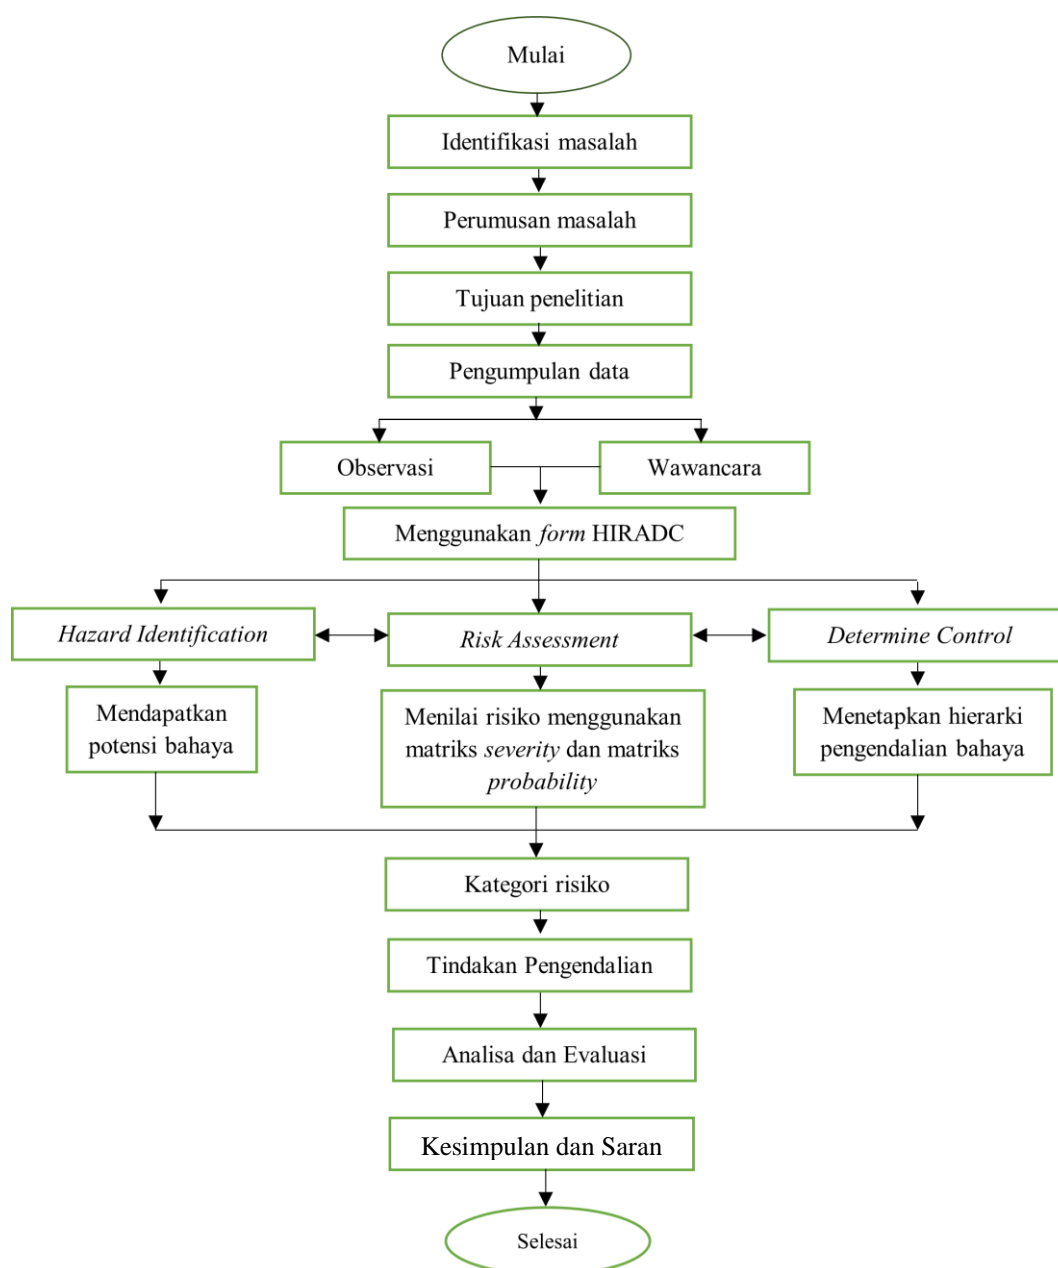 Mulai
Identifikasi masalah
Perumusan masalah
Tujuan penelitian
Pengumpulan data
Observasi
Wawancara
Menggunakan form HIRADC
Hazard Identification
Risk Assessment
Determine Control
Mendapatkan
potensi bahaya
Menilai risiko menggunakan
matriks severity dan matriks
probability
Menetapkan hierarki
pengendalian bahaya
Kategori risiko
Tindakan Pengendalian
Analisa dan Evaluasi
Kesimpulan dan Saran
Selesai